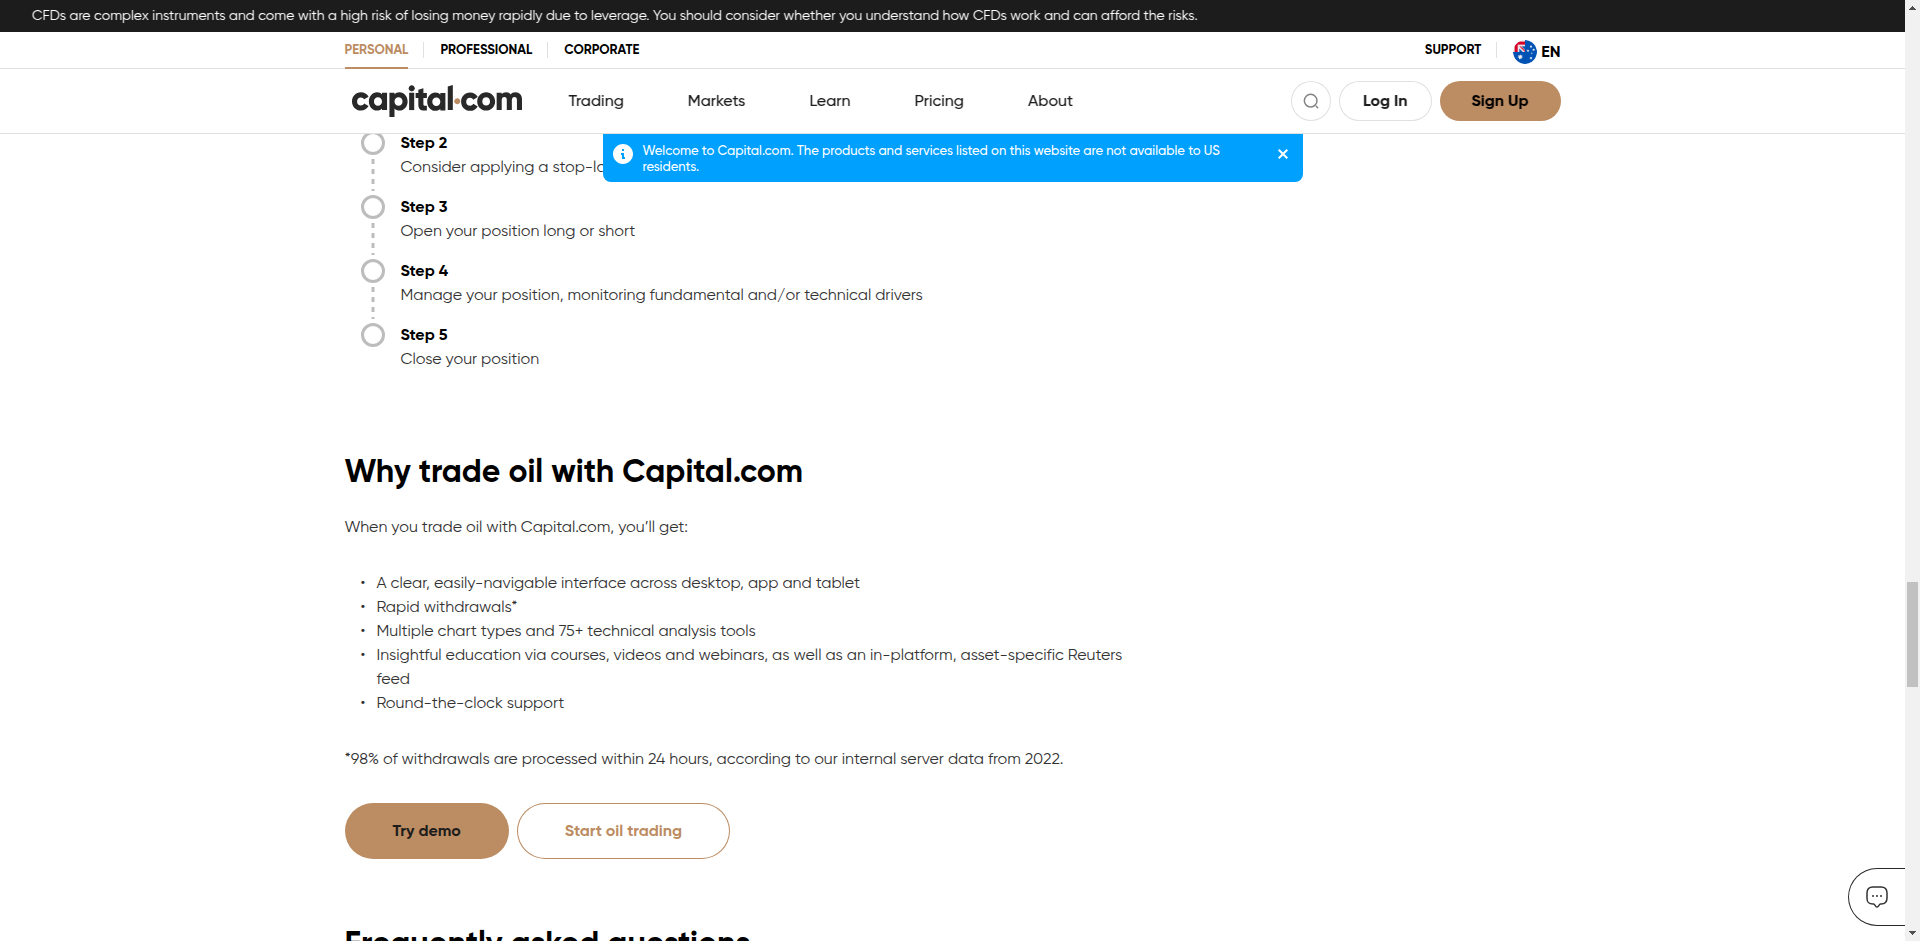 CFDs are complex instruments and come with a high risk of losing money rapidly due to leverage. You should consider whether you understand how CFDs work and can afford the risks.
PERSONAL
PROFESSIONAL
CORPORATE
SUPPORT
EN
capital.com
Trading
Markets
Learn
Pricing
About
Log In
Sign Up
Welcome to Capital.com. The products and services listed on this website are not available to US
residents.
Step 2
Consider applying a
Step 3
Open your position long or short
Step 4
Manage your position, monitoring fundamental and/or technical drivers
Step 5
Close your position
Why trade oil with Capital.com
When you trade oil with Capital.com, you’ll get:
• A clear, easily-navigable interface across desktop, app and tablet
• Rapid withdrawals*
• Multiple chart types and 75+ technical analysis tools
• Insightful education via courses, videos and webinars, as well as an in-platform, asset-specific Reuters
feed
• Round-the-clock support
*98% of withdrawals are processed within 24 hours, according to our internal server data from 2022.
Try demo
Start oil trading
Frequently asked questions